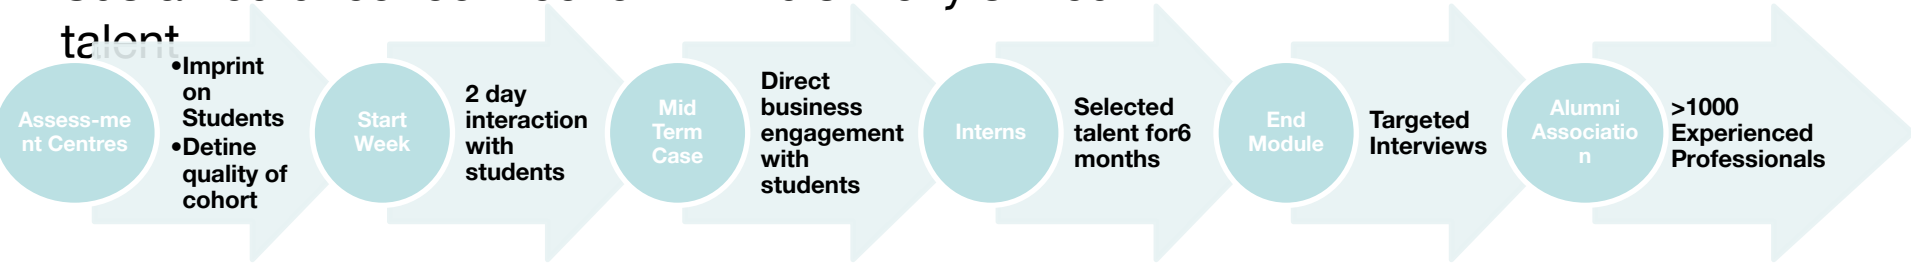 talent
Assess-me
nt Centres
•Imprint
on
Students
•Detine
quality of
cohort
Start
Week
2 day
interaction
with
students
Mid
Term
Case
Direct
business
engagement
with
students
Interns
Selected
talent for6
months
End
Module
Targeted
Interviews
Alumni
Associatio
n
>1000
Experienced
Professionals